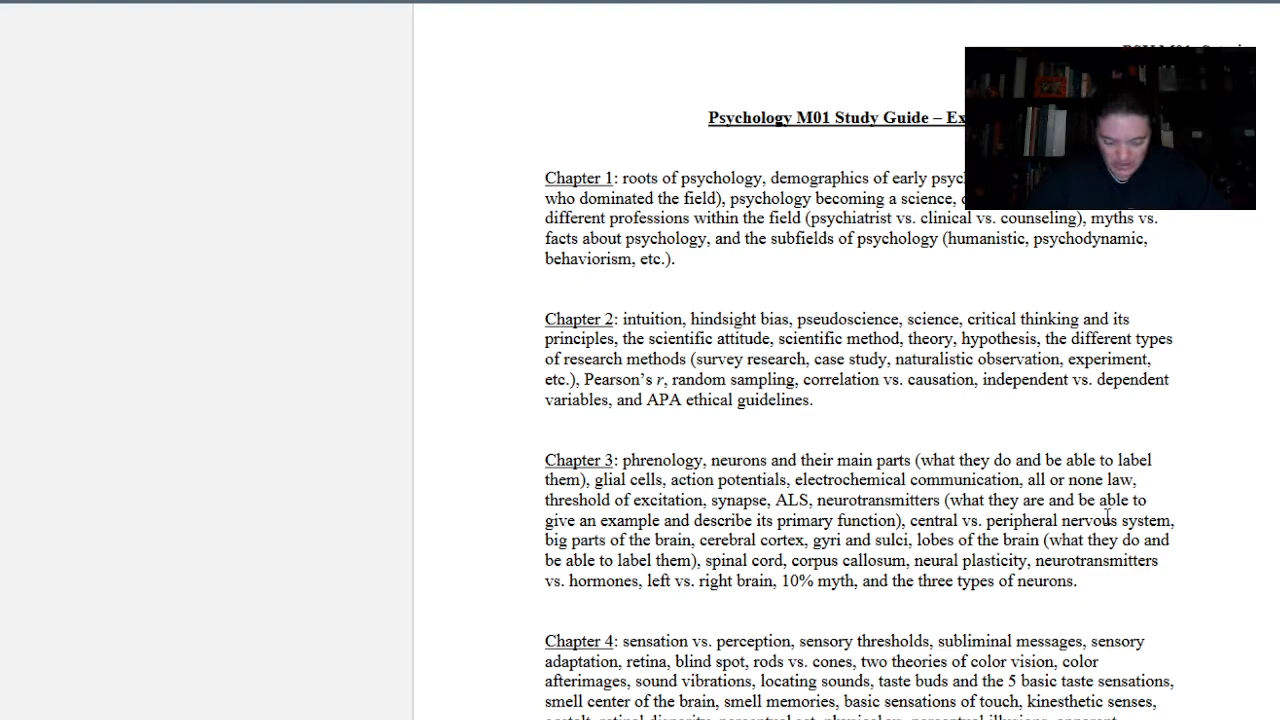 Psychology M01 Study Guide – Ex
Chapter 1: roots of psychology, demographics of early psyc
who dominated the field), psychology becoming a science,
different professions within the field (psychiatrist vs. clinical vs. counseling), myths vs.
facts about psychology, and the subfields of psychology (humanistic, psychodynamic,
behaviorism, etc.).
Chapter 2: intuition, hindsight bias, pseudoscience, science, critical thinking and its
principles, the scientific attitude, scientific method, theory, hypothesis, the different types
of research methods (survey research, case study, naturalistic observation, experiment,
etc.), Pearson’s r, random sampling, correlation vs. causation, independent vs. dependent
variables, and APA ethical guidelines.
Chapter 3: phrenology, neurons and their main parts (what they do and be able to label
them), glial cells, action potentials, electrochemical communication, all or none law,
threshold of excitation, synapse, ALS, neurotransmitters (what they are and be able to
give an example and describe its primary function), central vs. peripheral nervous system,
big parts of the brain, cerebral cortex, gyri and sulci, lobes of the brain (what they do and
be able to label them), spinal cord, corpus callosum, neural plasticity, neurotransmitters
vs. hormones, left vs. right brain, 10% myth, and the three types of neurons.
Chapter 4: sensation vs. perception, sensory thresholds, subliminal messages, sensory
adaptation, retina, blind spot, rods vs. cones, two theories of color vision, color
afterimages, sound vibrations, locating sounds, taste buds and the 5 basic taste sensations,
smell center of the brain, smell memories, basic sensations of touch, kinesthetic senses,